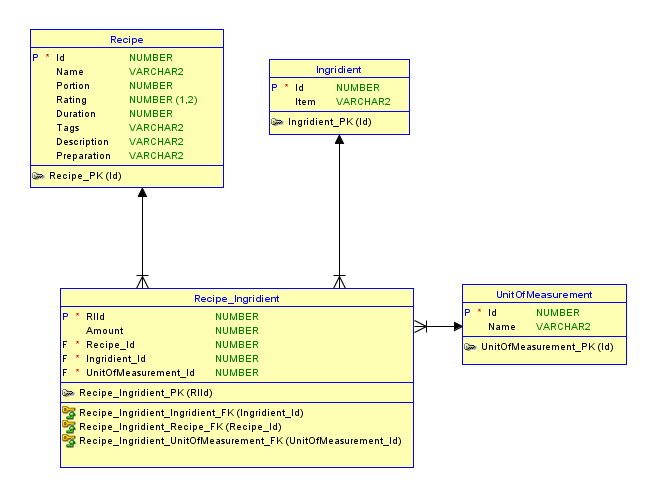 Recipe
P * Id NUMBER
Name VARCHAR2
Portion NUMBER
Rating NUMBER (1,2)
Duration NUMBER
Tags VARCHAR2
Description VARCHAR2
Preparation VARCHAR2
Recipe_PK (Id)
Ingridient
P * Id NUMBER
Item VARCHAR2
Ingridient_PK (Id)
Recipe_Ingridient
P * RIId NUMBER
Amount NUMBER
F * Recipe_Id NUMBER
F * Ingridient_Id NUMBER
F * UnitOfMeasurement_Id NUMBER
Recipe_Ingridient_PK (RIId)
Recipe_Ingridient_Ingridient_FK (Ingridient_Id)
Recipe_Ingridient_Recipe_FK (Recipe_Id)
Recipe_Ingridient_UnitOfMeasurement_FK (UnitOfMeasurement_Id)
UnitOfMeasurement
P * Id NUMBER
Name VARCHAR2
UnitOfMeasurement_PK (Id)